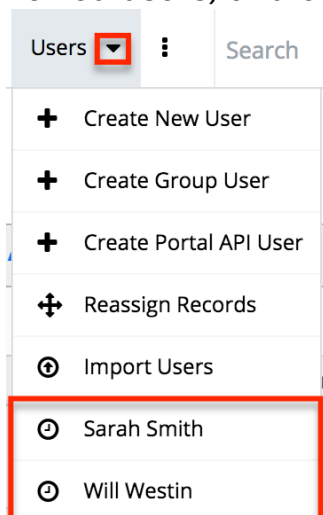 Users Search
Create New User
Create Group User
Create Portal API User
Reassign Records
Import Users
Sarah Smith
Will Westin